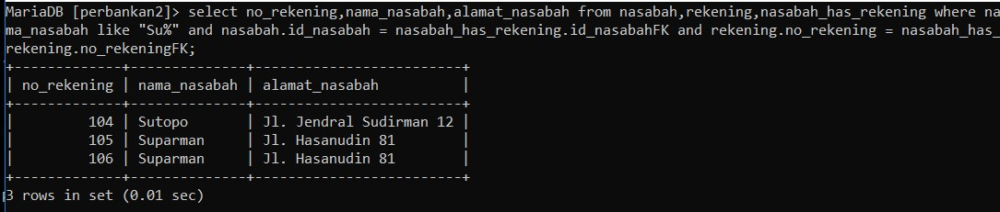 MariaDB [perbankan2]> select no_rekening,nama_nasabah,alamat_nasabah from nasabah,rekening,nasabah_has_rekening where na
ma_nasabah like "Su%" and nasabah.id_nasabah = nasabah_has_rekening.id_nasabahFK and rekening.no_rekening = nasabah_has_
rekening.no_rekeningFK;
+-------------+--------------+-------------------------+
| no_rekening | nama_nasabah | alamat_nasabah          |
+-------------+--------------+-------------------------+
|         104 | Sutopo       | Jl. Jendral Sudirman 12 |
|         105 | Suparman     | Jl. Hasanudin 81        |
|         106 | Suparman     | Jl. Hasanudin 81        |
+-------------+--------------+-------------------------+
3 rows in set (0.01 sec)